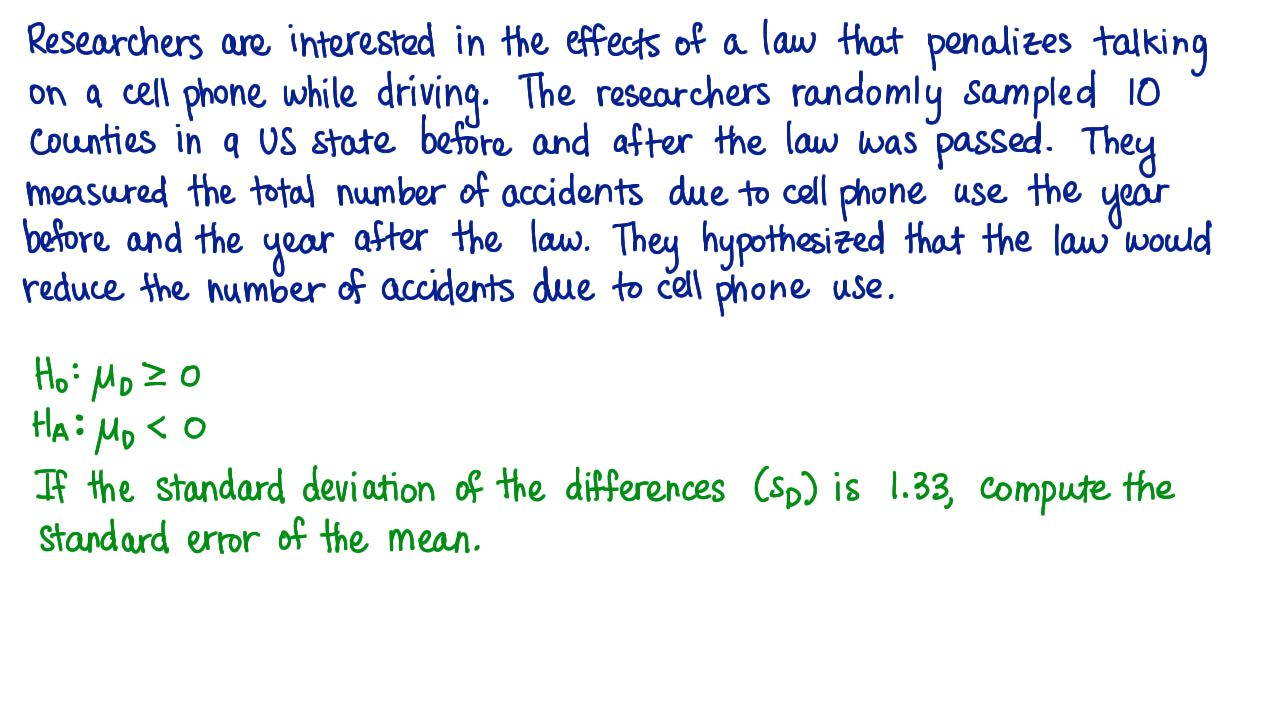 Researchers are interested in the effects of a law that penalizes talking
on a cell phone while driving. The researchers randomly sampled 10
counties in a US state before and after the law was passed. They
measured the total number of accidents due to cell phone use the year
before and the year after the law. They hypothesized that the law would
reduce the number of accidents due to cell phone use.
H₀: μ_D ≥ 0
H_A: μ_D < 0
If the standard deviation of the differences (s_D) is 1.33, compute the
standard error of the mean.